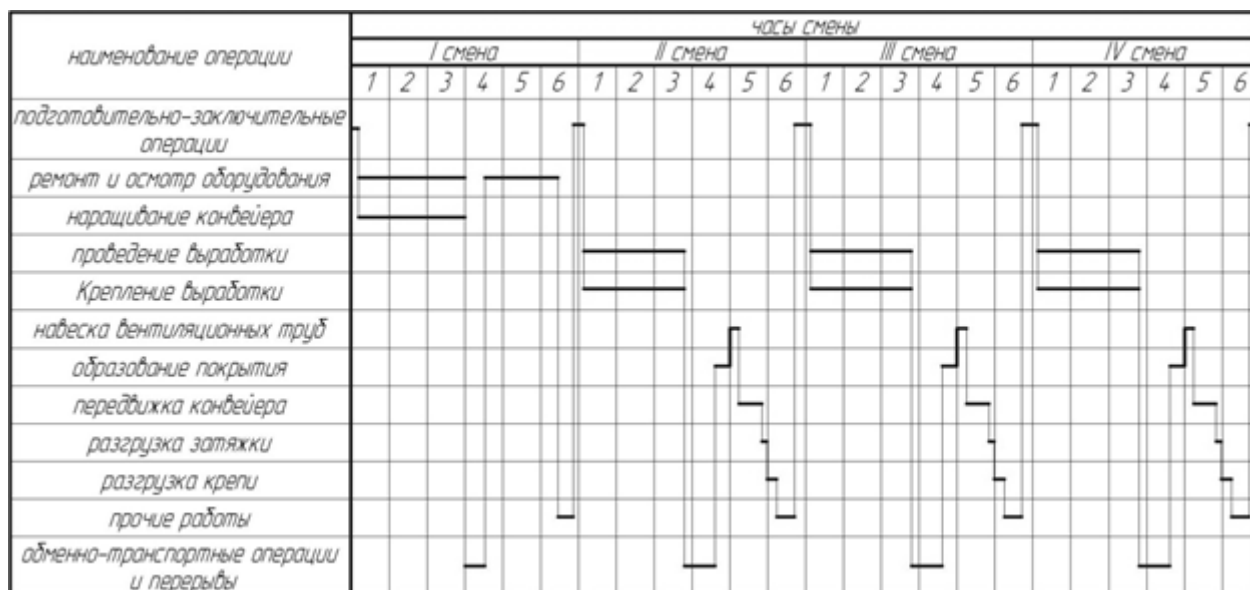 часы смены
наименование операции
I смена II смена III смена IV смена
1 2 3 4 5 6 1 2 3 4 5 6 1 2 3 4 5 6 1 2 3 4 5 6
подготовительно-заключительные
операции
ремонт и осмотр оборудования
наращивание конвейера
проведение выработки
Крепление выработки
навеска вентиляционных труб
образование покрытия
передвижка конвейера
разгрузка затяжки
разгрузка крепи
прочие работы
обменно-транспортные операции
и перерывы